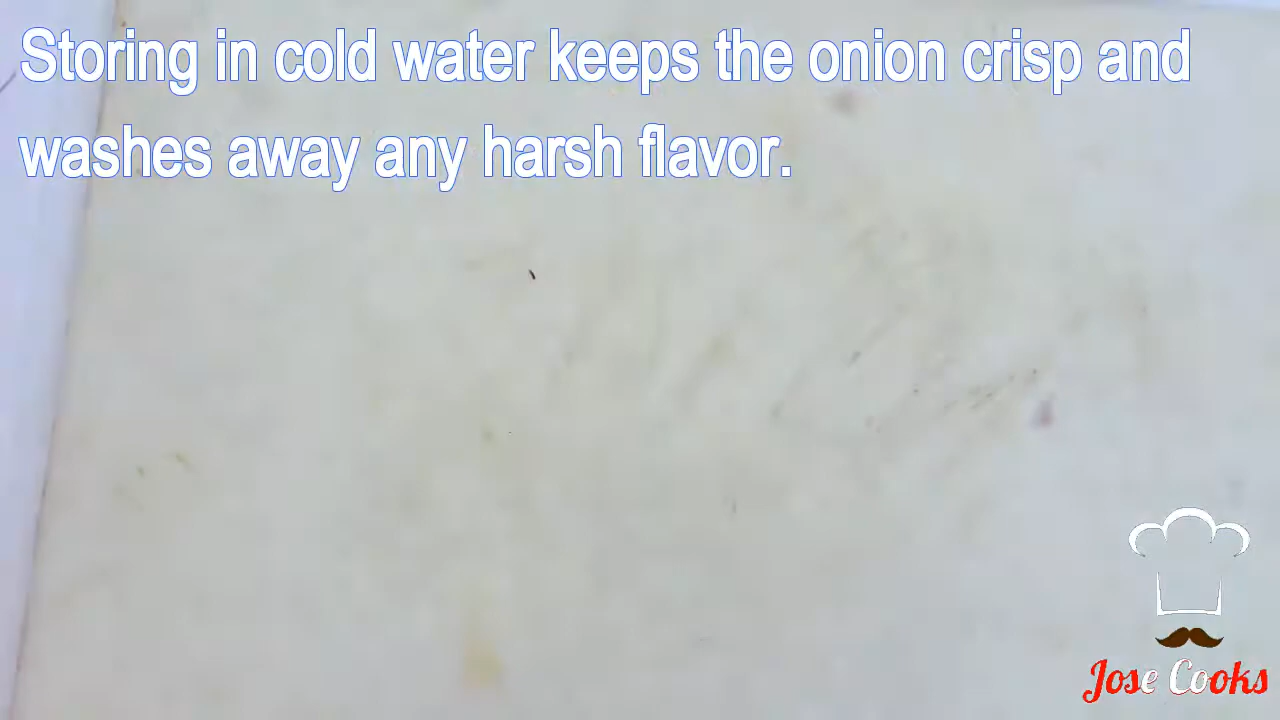 Storing in cold water keeps the onion crisp and
washes away any harsh flavor.
Jose Cooks